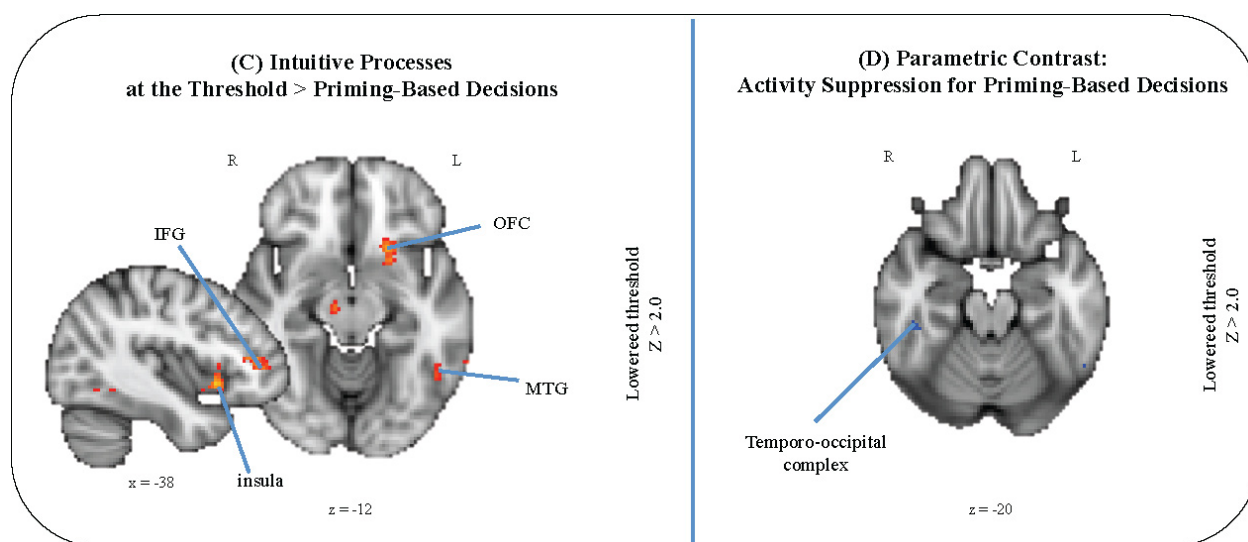 (C) Intuitive Processes
at the Threshold > Priming-Based Decisions
R
L
IFG
OFC
MTG
insula
x = -38
z = -12
Lowereed threshold
Z > 2.0
(D) Parametric Contrast:
Activity Suppression for Priming-Based Decisions
R
L
Temporo-occipital
complex
z = -20
Lowereed threshold
Z > 2.0